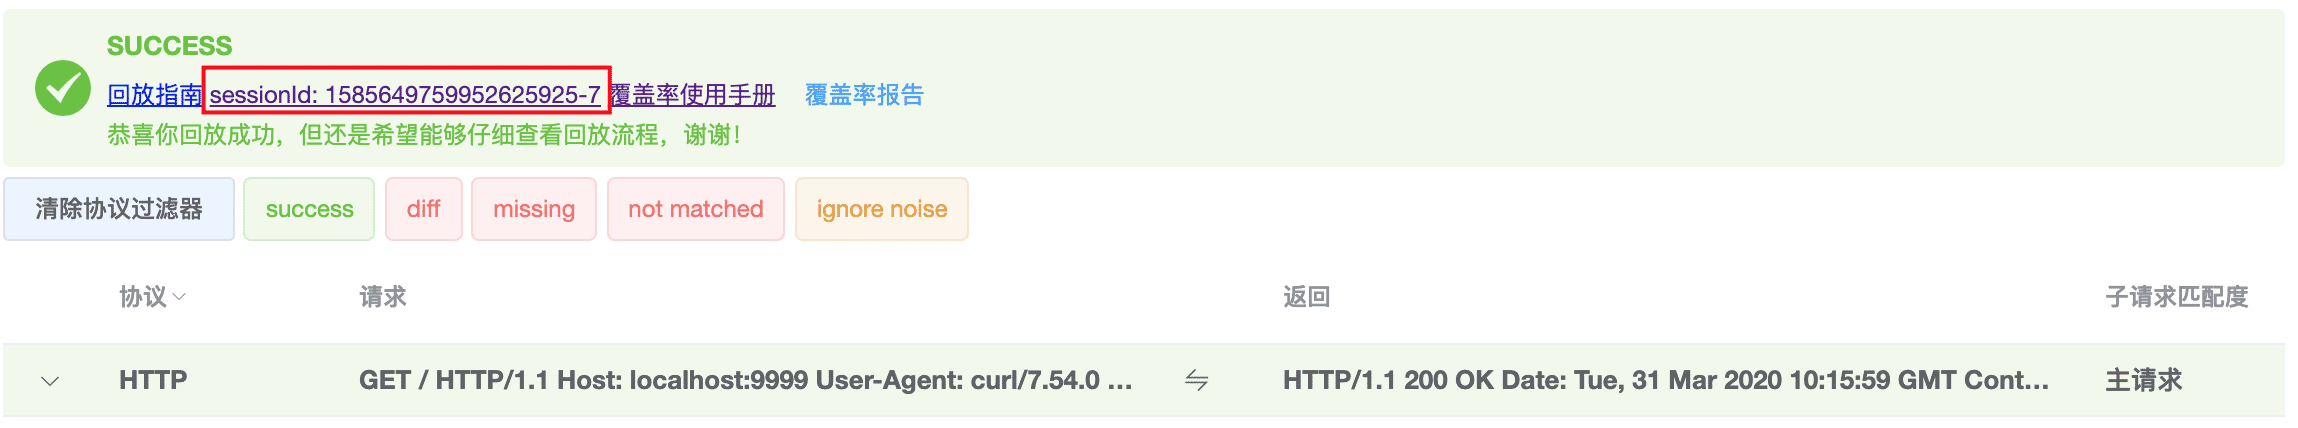 SUCCESS
回放指南 sessionId: 1585649759952625925-7 覆盖率使用手册 覆盖率报告
恭喜你回放成功，但还是希望能够仔细查看回放流程，谢谢！
清除协议过滤器 success diff missing not matched ignore noise
协议 请求 返回 子请求匹配度
HTTP GET / HTTP/1.1 Host: localhost:9999 User-Agent: curl/7.54.0 ... HTTP/1.1 200 OK Date: Tue, 31 Mar 2020 10:15:59 GMT Cont... 主请求